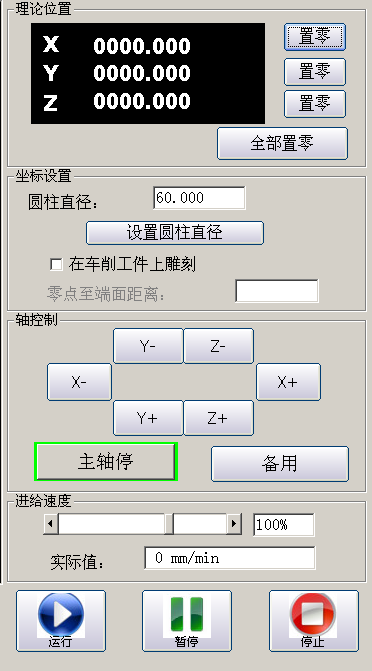 理论位置
X 0000.000 置零
Y 0000.000 置零
Z 0000.000 置零
全部置零
坐标设置
圆柱直径： 60.000
设置圆柱直径
在车削工件上雕刻
零点至端面距离：
轴控制
Y- Z-
X- X+
Y+ Z+
主轴停 备用
进给速度
100%
实际值： 0 mm/min
运行 暂停 停止